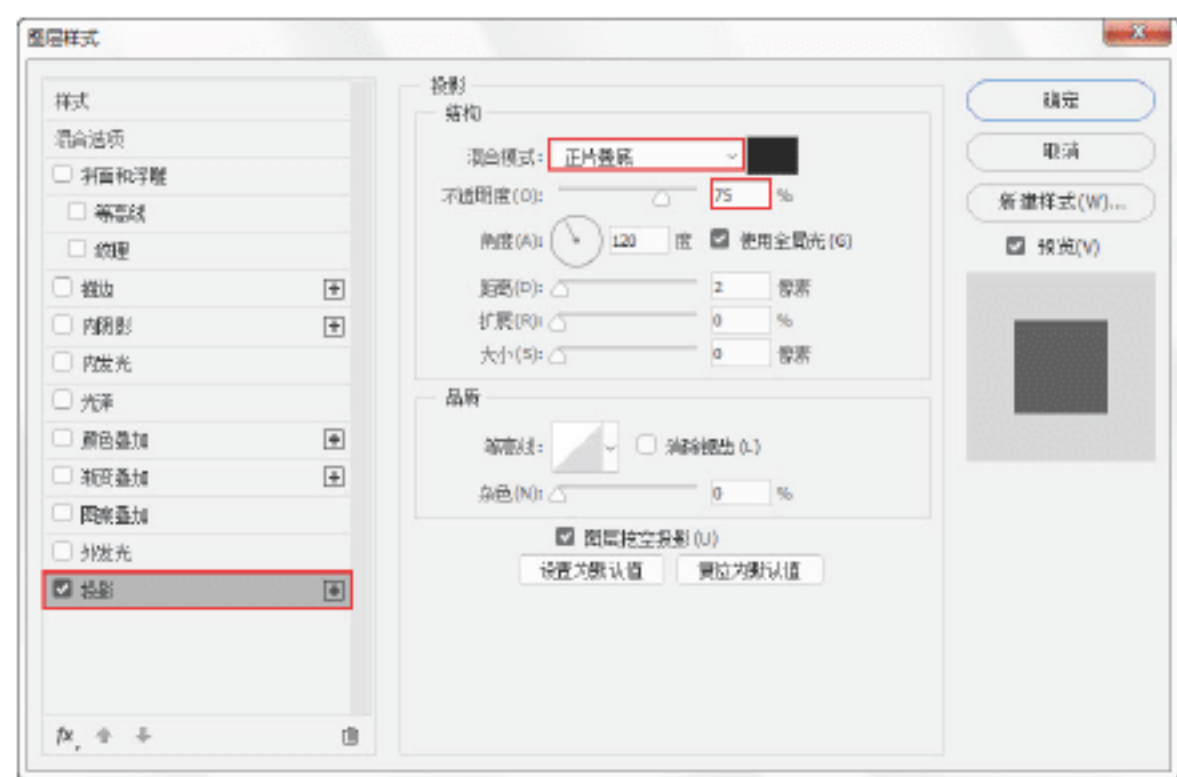 图层样式
样式
混合选项
斜面和浮雕
等高线
纹理
描边
内阴影
内发光
光泽
颜色叠加
渐变叠加
图案叠加
外发光
投影
fx
投影
结构
混合模式: 正片叠底
不透明度(O): 75 %
角度(A): 120 度 使用全局光(G)
距离(D): 2 像素
扩展(R): 0 %
大小(S): 0 像素
品质
等高线: 消除锯齿(L)
杂色(N): 0 %
图层挖空投影(U)
设置为默认值 复位为默认值
确定
取消
新建样式(W)...
预览(V)